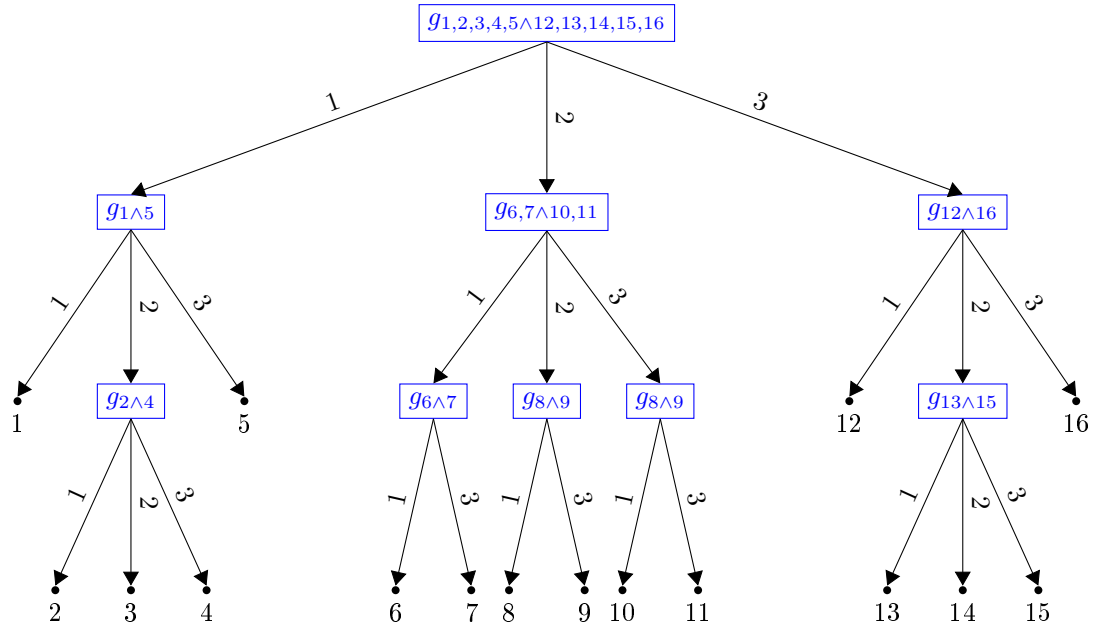 g1,2,3,4,5∧12,13,14,15,16
1 2 3
g1∧5 g6,7∧10,11 g12∧16
1 2 3 1 2 3 1 2 3
1 g2∧4 5 g6∧7 g8∧9 g8∧9 12 g13∧15 16
1 2 3 1 3 1 3 1 3 1 2 3
2 3 4 6 7 8 9 10 11 13 14 15